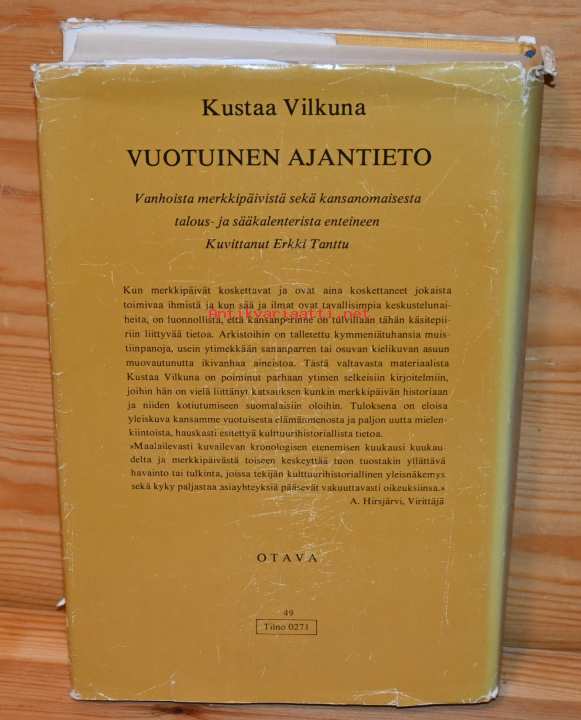 Kustaa Vilkuna
VUOTUINEN AJANTIETO
Vanhoista merkkipäivistä sekä kansanomaisesta
talous- ja sääkalenterista enteineen
Kuvittanut Erkki Tanttu
Kun merkkipäivät koskettavat ja ovat aina koskettaneet jokaista
toimivaa ihmistä ja kun sää ja ilmat ovat tavallisimpia keskustelunai-
heita, on luonnollista, että kansanperinne on tulvillaan tähän käsitepii-
Antikvariaatti.net
riin liittyvää tietoa. Arkistoihin on talletettu kymmeniätuhansia muis-
tiinpanoja, usein ytimekkään sananparren tai osuvan kielikuvan asuun
muovautunutta ikivanhaa aineistoa. Tästä valtavasta materiaalista
Kustaa Vilkuna on poiminut parhaan ytimen selkeisiin kirjoitelmiin,
joihin hän on vielä liittänyt katsauksen kunkin merkkipäivän historiaan
ja niiden kotiutumiseen suomalaisiin oloihin. Tuloksena on eloisa
yleiskuva kansamme vuotuisesta elämänmenosta ja paljon uutta mielen-
kiintoista, hauskasti esitettyä kulttuurihistoriallista tietoa.
»Maalailevasti kuvailevan kronologisen etenemisen kuukausi kuukau-
delta ja merkkipäivästä toiseen keskeyttää tuon tuostakin yllättävä
havainto tai tulkinta, joissa tekijän kulttuurihistoriallinen yleisnäkemys
sekä kyky paljastaa asiayhteyksiä pääsevät vakuuttavasti oikeuksiinsa.»
A. Hirsjärvi, Virittäjä
OTAVA
49
Tilno 0271